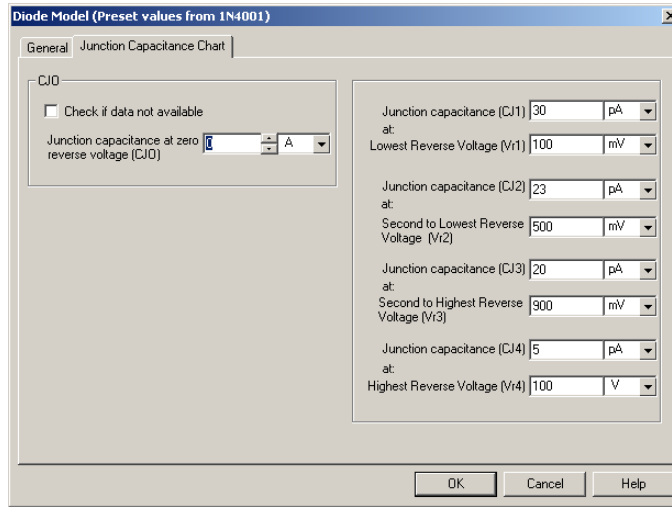 Diode Model (Preset values from 1N4001)
General
Junction Capacitance Chart
CJO
Check if data not available
Junction capacitance at zero
reverse voltage (CJO)
0
A
Junction capacitance (CJ1)
30
pA
at:
Lowest Reverse Voltage (Vr1)
100
mV
Junction capacitance (CJ2)
23
pA
at:
Second to Lowest Reverse
Voltage (Vr2)
500
mV
Junction capacitance (CJ3)
20
pA
at:
Second to Highest Reverse
Voltage (Vr3)
900
mV
Junction capacitance (CJ4)
5
pA
at:
Highest Reverse Voltage (Vr4)
100
V
OK
Cancel
Help